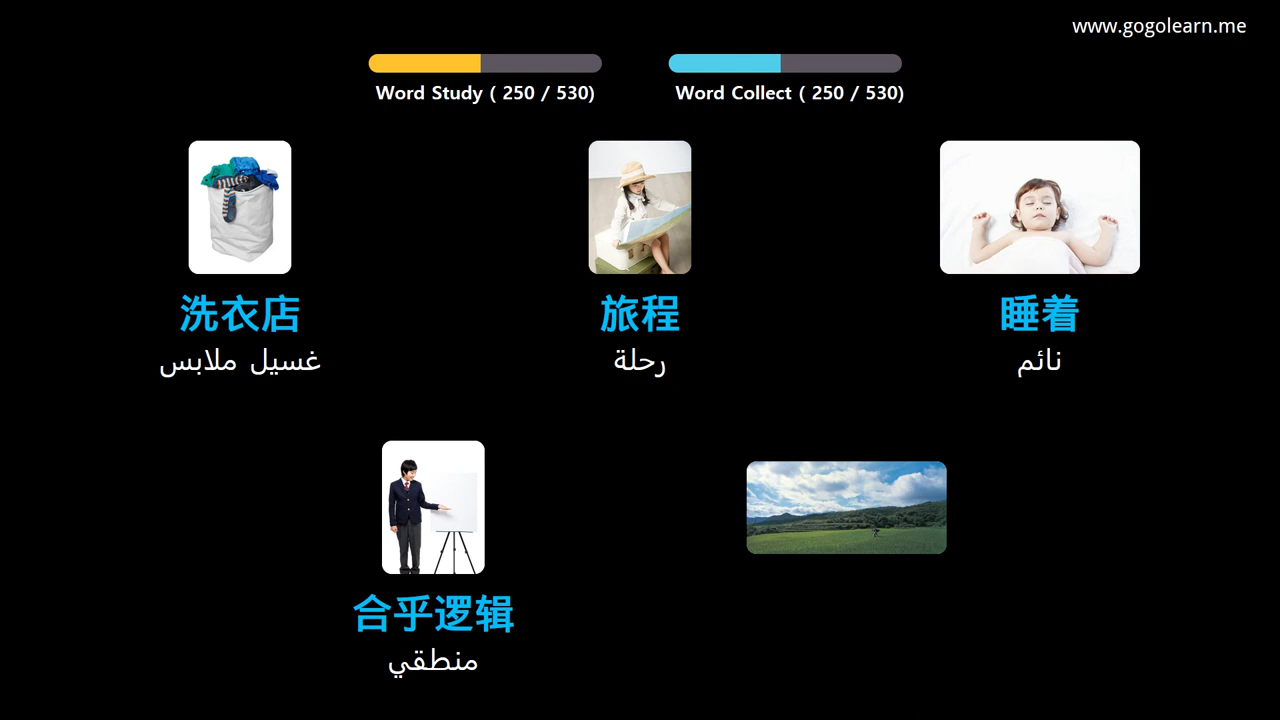 www.gogolearn.me
Word Study ( 250 / 530)
Word Collect ( 250 / 530)
洗衣店
غسيل ملابس
旅程
رحلة
睡着
نائم
合乎逻辑
منطقي